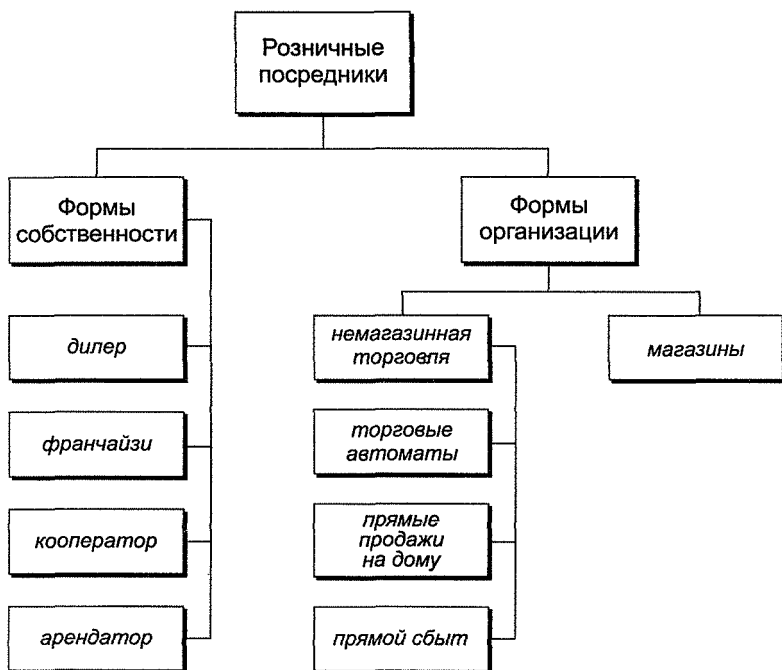 Розничные
посредники
Формы
собственности
Формы
организации
дилер
франчайзи
кооператор
арендатор
немагазинная
торговля
магазины
торговые
автоматы
прямые
продажи
на дому
прямой сбыт